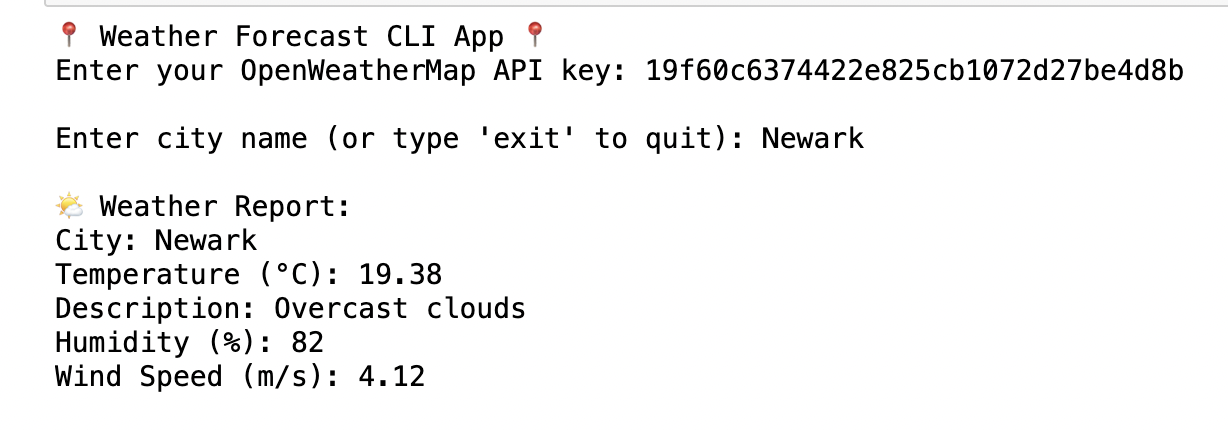 📍 Weather Forecast CLI App 📍
Enter your OpenWeatherMap API key: 19f60c6374422e825cb1072d27be4d8b
Enter city name (or type 'exit' to quit): Newark
🌤️ Weather Report:
City: Newark
Temperature (°C): 19.38
Description: Overcast clouds
Humidity (%): 82
Wind Speed (m/s): 4.12